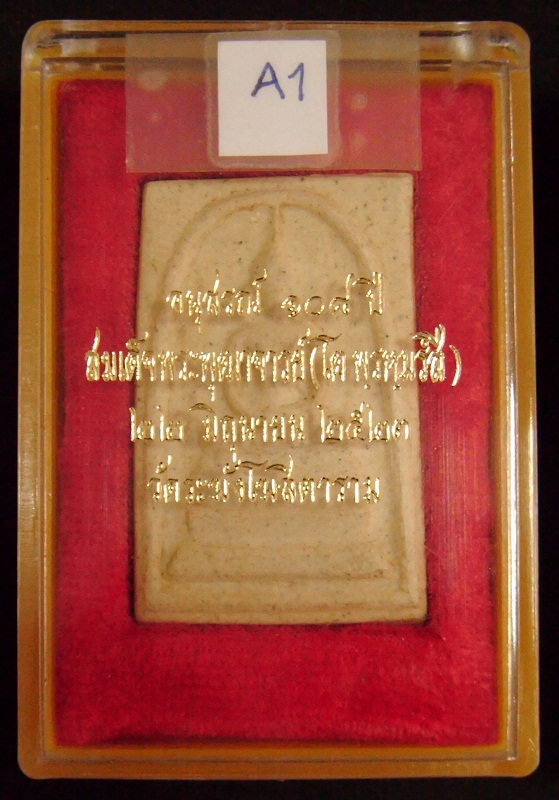 A1
อนุสรณ์ ๑๐๘ ปี
สมเด็จพระพุฒาจารย์ (โต พฺรหฺมรํสี)
๒๒ มิถุนายน ๒๕๒๓
วัดระฆังโฆสิตาราม